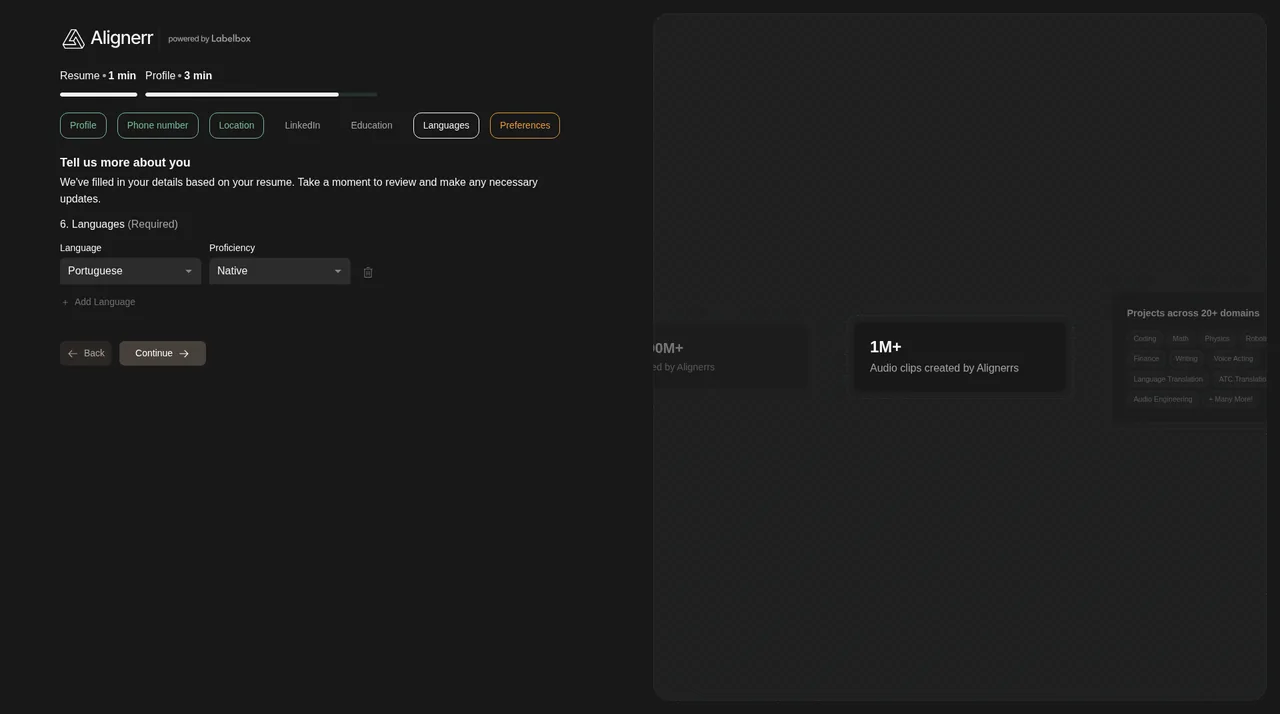 Alignerr powered by Labelbox
Resume • 1 min Profile • 3 min
Profile Phone number Location LinkedIn Education Languages Preferences
Tell us more about you
We've filled in your details based on your resume. Take a moment to review and make any necessary
updates.
6. Languages (Required)
Language Proficiency
Portuguese Native
+ Add Language
← Back Continue →
0M+
ed by Alignerrs
1M+
Audio clips created by Alignerrs
Projects across 20+ domains
Coding Math Physics
Finance Writing Voice Acting
Language Translation ATC Translatio
Audio Engineering + Many More!